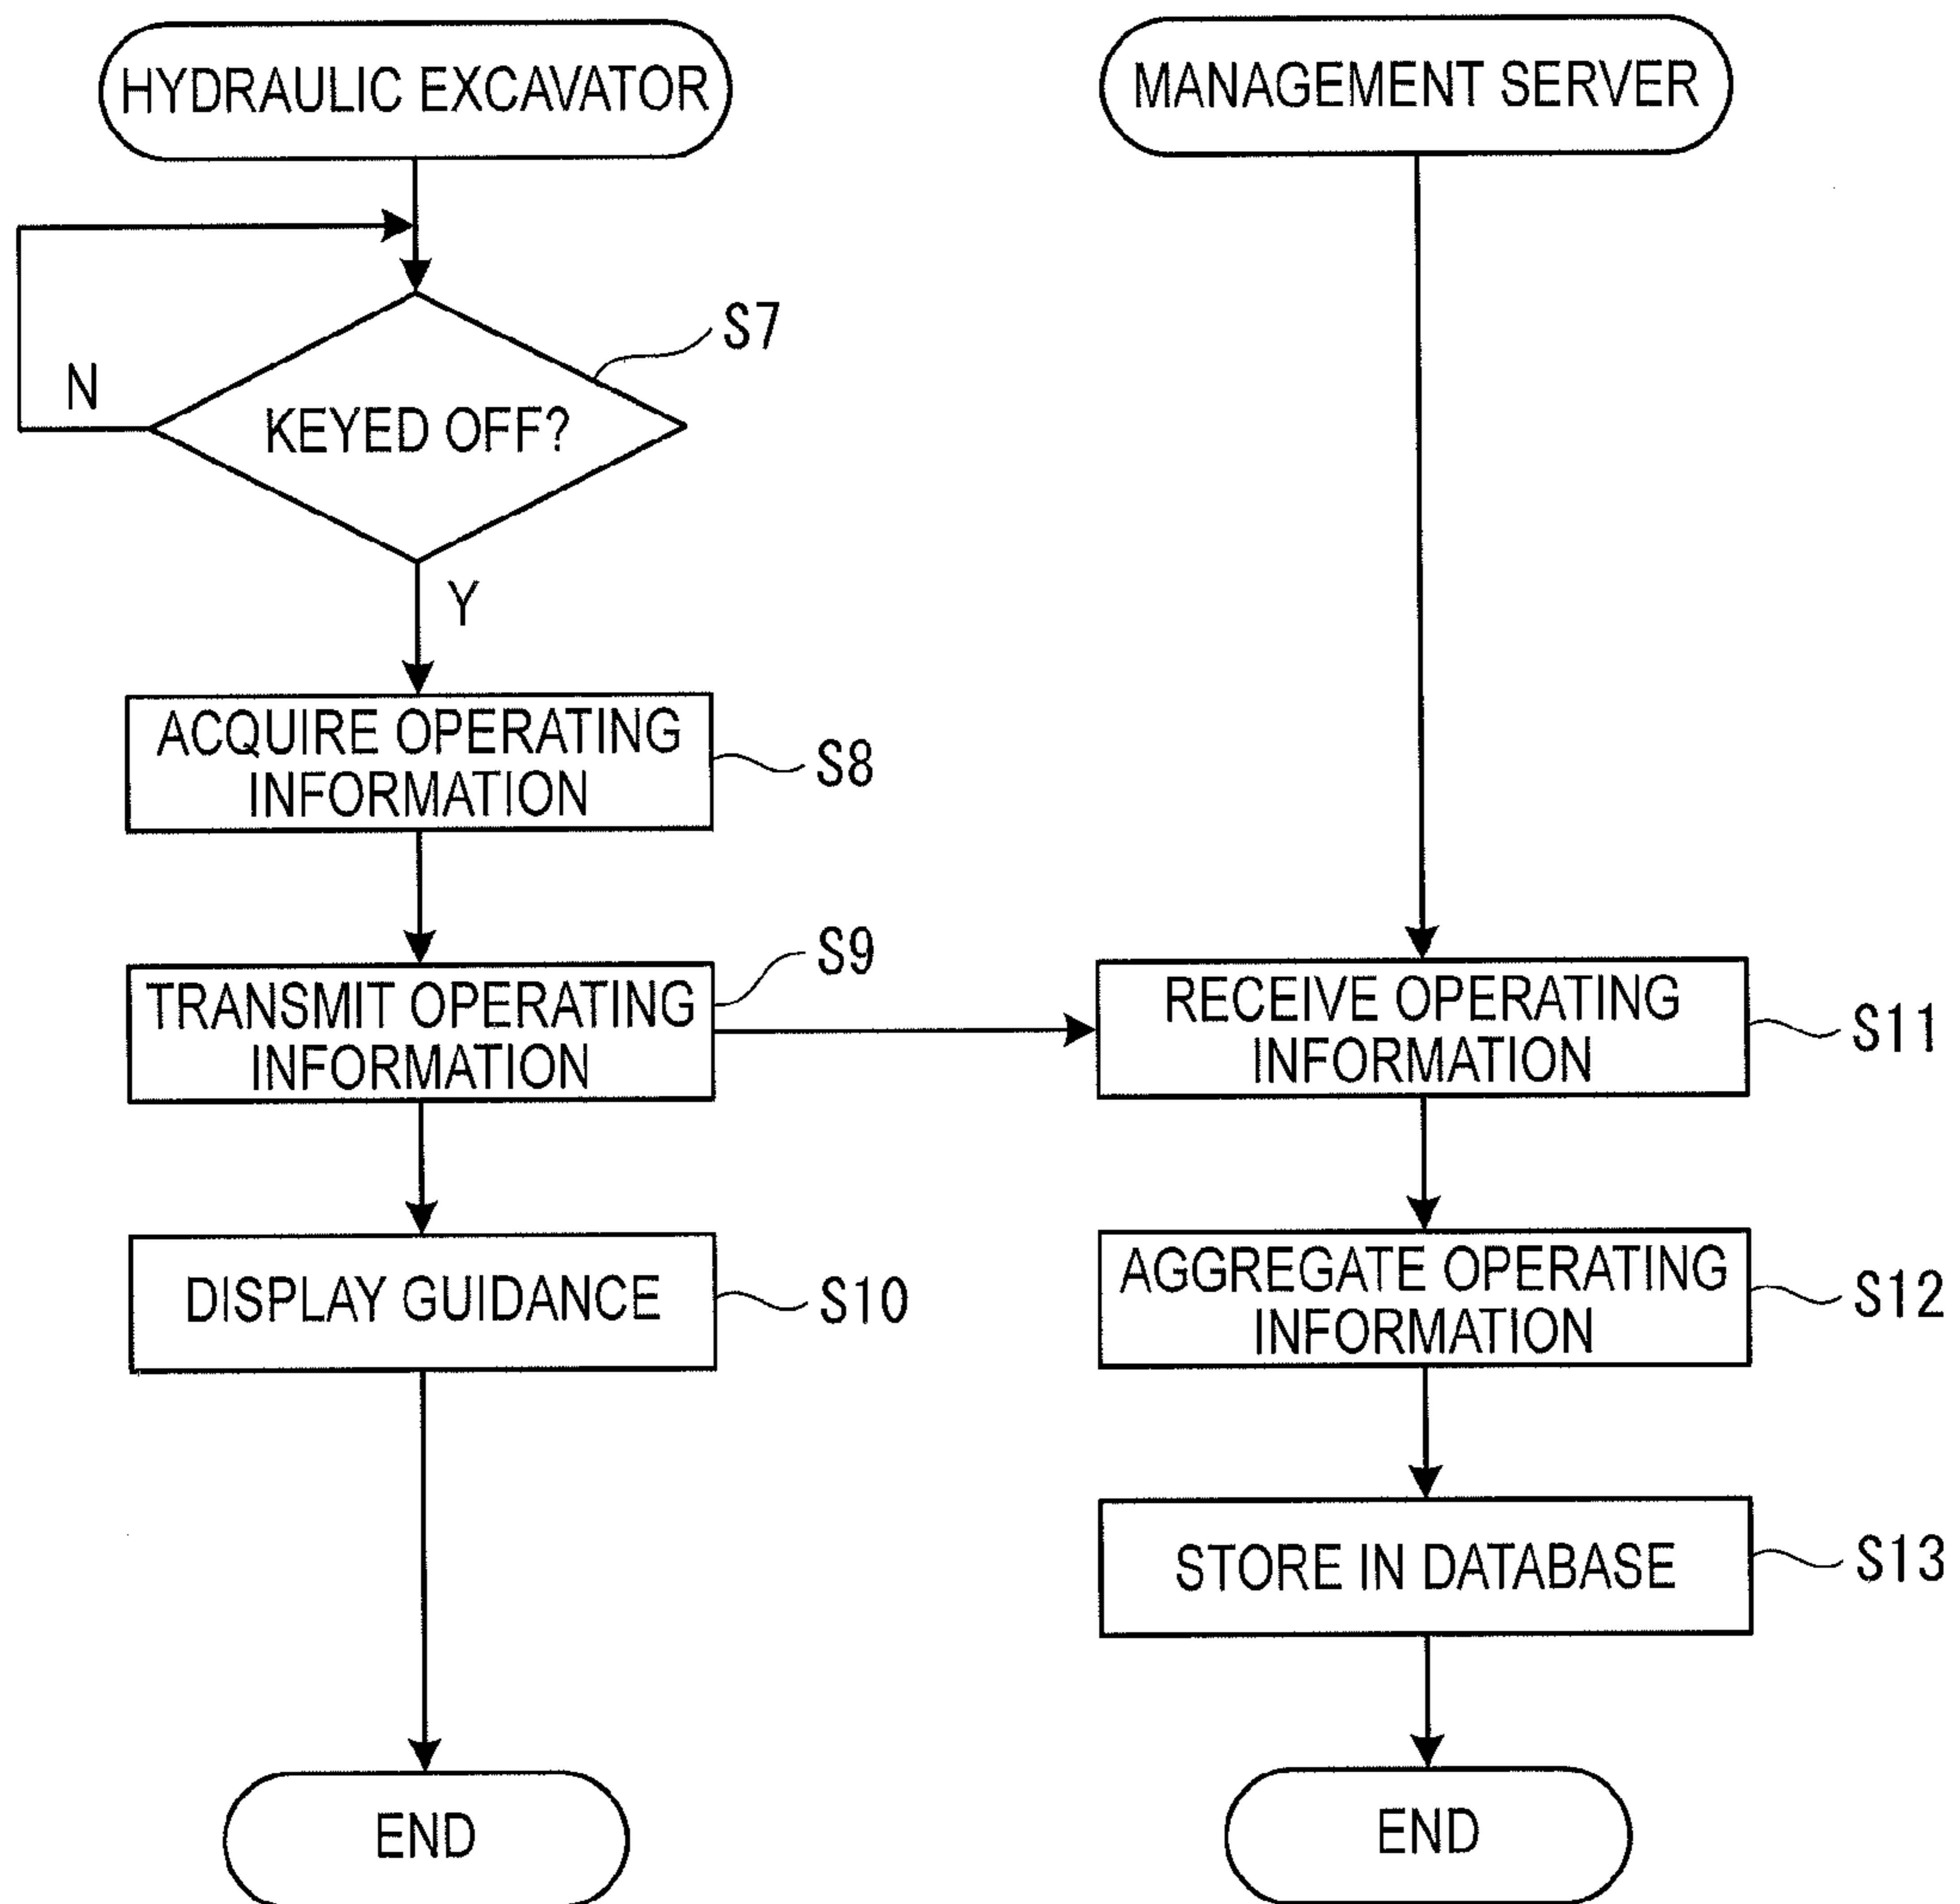 HYDRAULIC EXCAVATOR
S7
N
KEYED OFF?
Y
ACQUIRE OPERATING
INFORMATION
S8
S9
TRANSMIT OPERATING
INFORMATION
DISPLAY GUIDANCE
S10
END
MANAGEMENT SERVER
RECEIVE OPERATING
INFORMATION
S11
AGGREGATE OPERATING
INFORMATION
S12
STORE IN DATABASE
S13
END